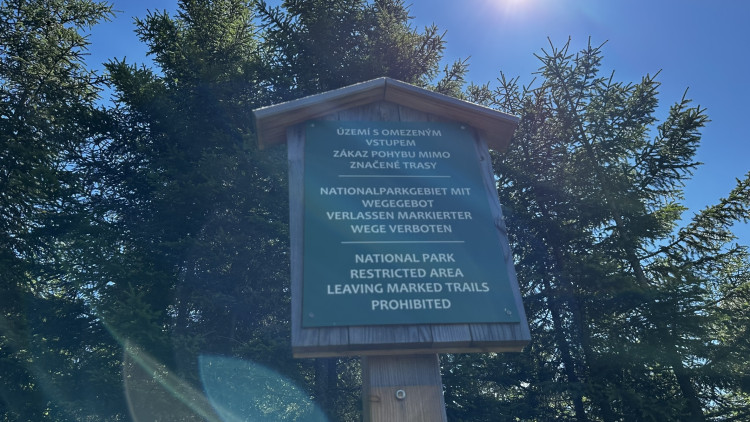 ÚZEMÍ S OMEZENÝM
VSTUPEM
ZÁKAZ POHYBU MIMO
ZNAČENÉ TRASY
NATIONALPARKGEBIET MIT
WEGEGEBOT
VERLASSEN MARKIERTER
WEGE VERBOTEN
NATIONAL PARK
RESTRICTED AREA
LEAVING MARKED TRAILS
PROHIBITED